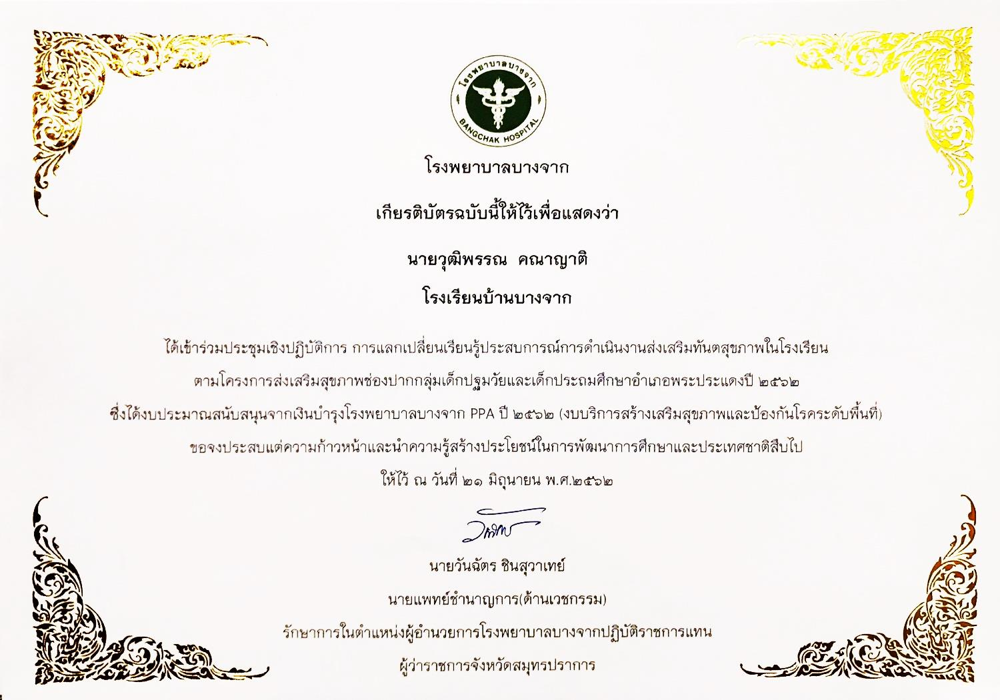 โรงพยาบาลบางจาก
BANGCHAK HOSPITAL
โรงพยาบาลบางจาก
เกียรติบัตรฉบับนี้ให้ไว้เพื่อแสดงว่า
นายวุฒิพรรณ คณาญาติ
โรงเรียนบ้านบางจาก
ได้เข้าร่วมประชุมเชิงปฏิบัติการ การแลกเปลี่ยนเรียนรู้ประสบการณ์การดำเนินงานส่งเสริมทันตสุขภาพในโรงเรียน
ตามโครงการส่งเสริมสุขภาพช่องปากกลุ่มเด็กปฐมวัยและเด็กประถมศึกษาอำเภอพระประแดงปี ๒๕๖๒
ซึ่งได้งบประมาณสนับสนุนจากเงินบำรุงโรงพยาบาลบางจาก PPA ปี ๒๕๖๒ (งบบริการสร้างเสริมสุขภาพและป้องกันโรคระดับพื้นที่)
ขอจงประสบแต่ความก้าวหน้าและนำความรู้สร้างประโยชน์ในการพัฒนาการศึกษาและประเทศชาติสืบไป
ให้ไว้ ณ วันที่ ๒๑ มิถุนายน พ.ศ.๒๕๖๒
นายวันฉัตร ชินสุวาเทย์
นายแพทย์ชำนาญการ(ด้านเวชกรรม)
รักษาการในตำแหน่งผู้อำนวยการโรงพยาบาลบางจากปฏิบัติราชการแทน
ผู้ว่าราชการจังหวัดสมุทรปราการ